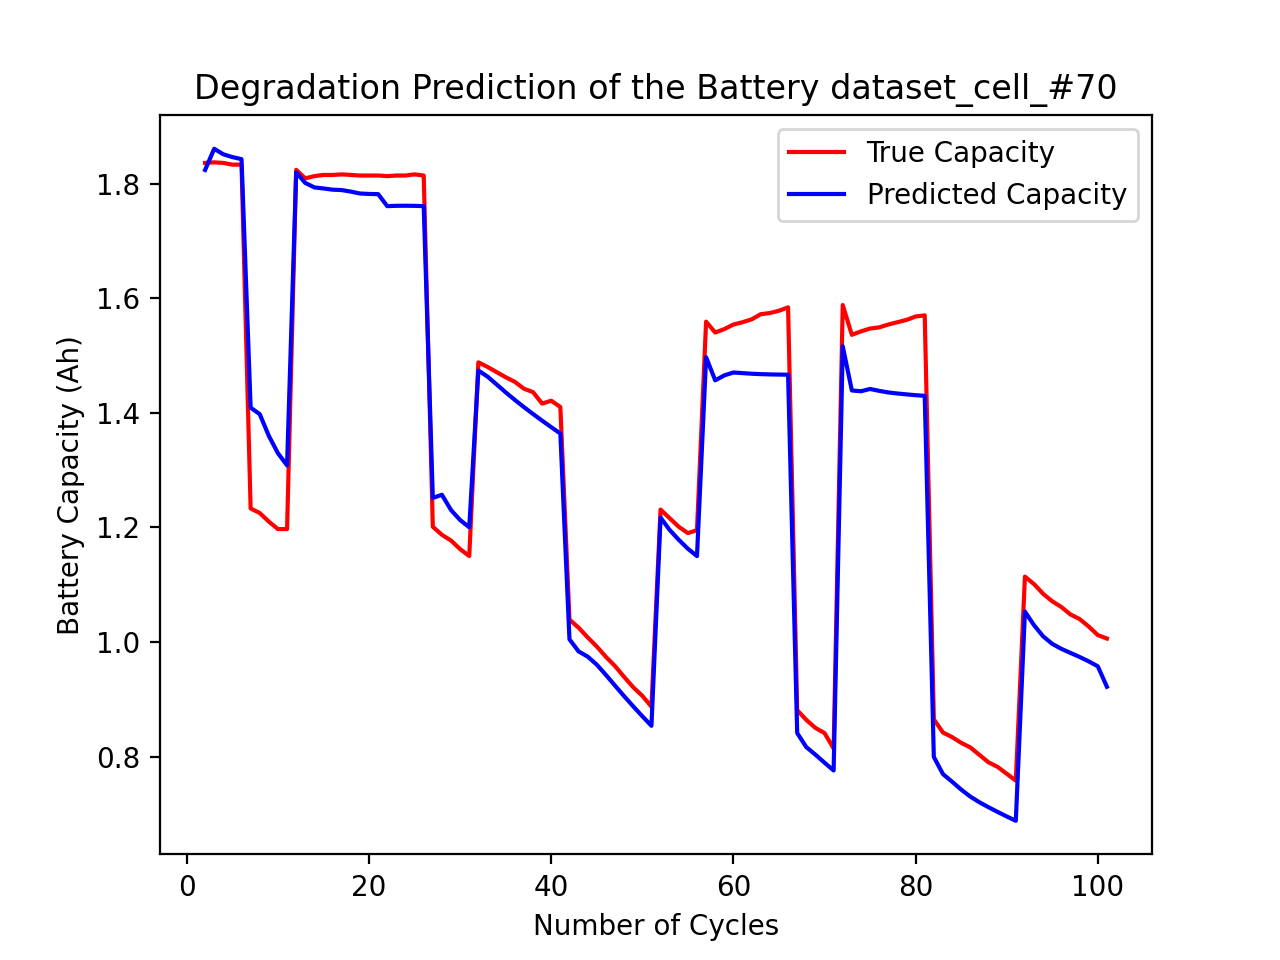 Degradation Prediction of the Battery dataset_cell_#70
True Capacity
Predicted Capacity
Battery Capacity (Ah)
1.8
1.6
1.4
1.2
1.0
0.8
0 20 40 60 80 100
Number of Cycles